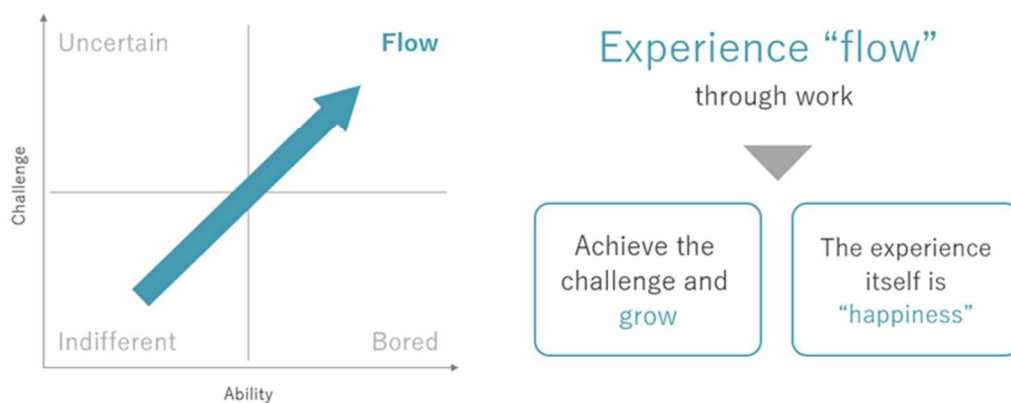 Uncertain
Flow
Challenge
Indifferent
Bored
Ability
Experience “flow”
through work
Achieve the
challenge and
grow
The experience
itself is
“happiness”